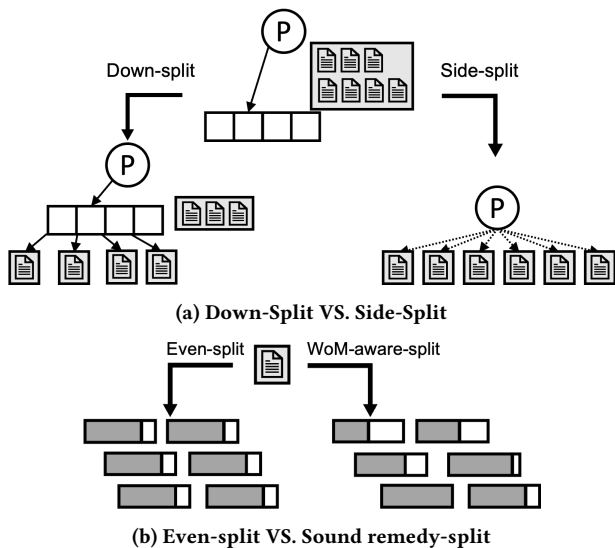 P
Down-split
Side-split
P
P
(a) Down-Split VS. Side-Split
Even-split
WoM-aware-split
(b) Even-split VS. Sound remedy-split